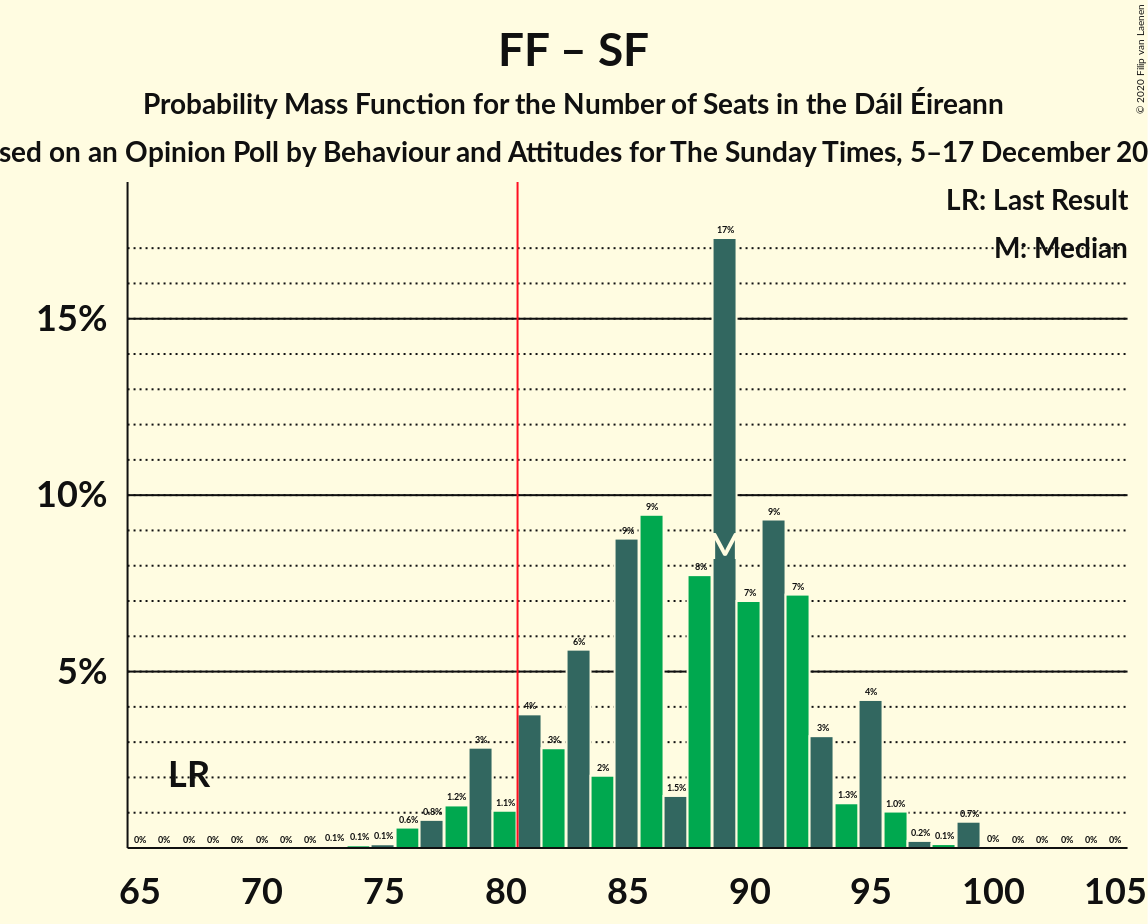 FF – SF
Probability Mass Function for the Number of Seats in the Dáil Éireann
sed on an Opinion Poll by Behaviour and Attitudes for The Sunday Times, 5–17 December 20
© 2020 Filip van Laenen
LR: Last Result
M: Median
17%
15%
10%
9%
9%
9%
8%
M
7%
7%
6%
5%
4%
4%
3%
3%
3%
2%
LR
1.5%
1.3%
1.2%
1.1%
1.0%
0.8%
0.7%
0.6%
0% 0% 0% 0% 0% 0% 0% 0% 0.1% 0.1% 0.1% 0.2% 0.1% 0% 0% 0% 0% 0% 0%
65 70 75 80 85 90 95 100 105